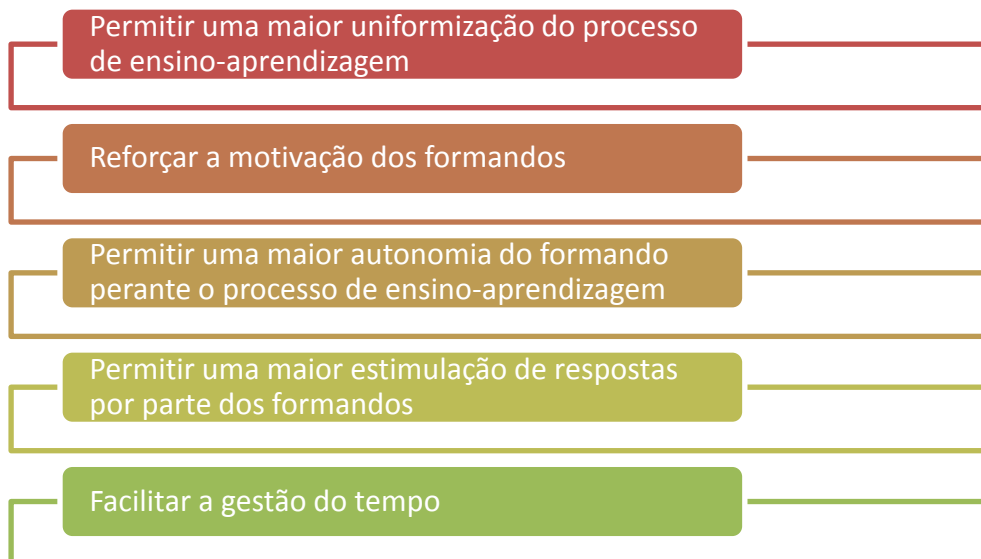 Permitir uma maior uniformização do processo
de ensino-aprendizagem
Reforçar a motivação dos formandos
Permitir uma maior autonomia do formando
perante o processo de ensino-aprendizagem
Permitir uma maior estimulação de respostas
por parte dos formandos
Facilitar a gestão do tempo